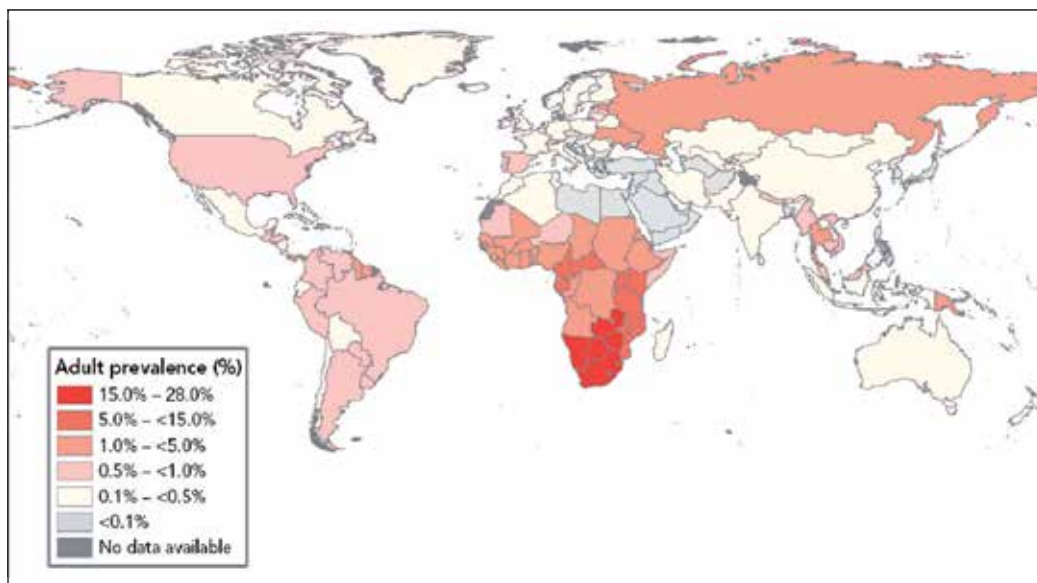 Adult prevalence (%)
15.0% – 28.0%
5.0% – <15.0%
1.0% – <5.0%
0.5% – <1.0%
0.1% – <0.5%
<0.1%
No data available